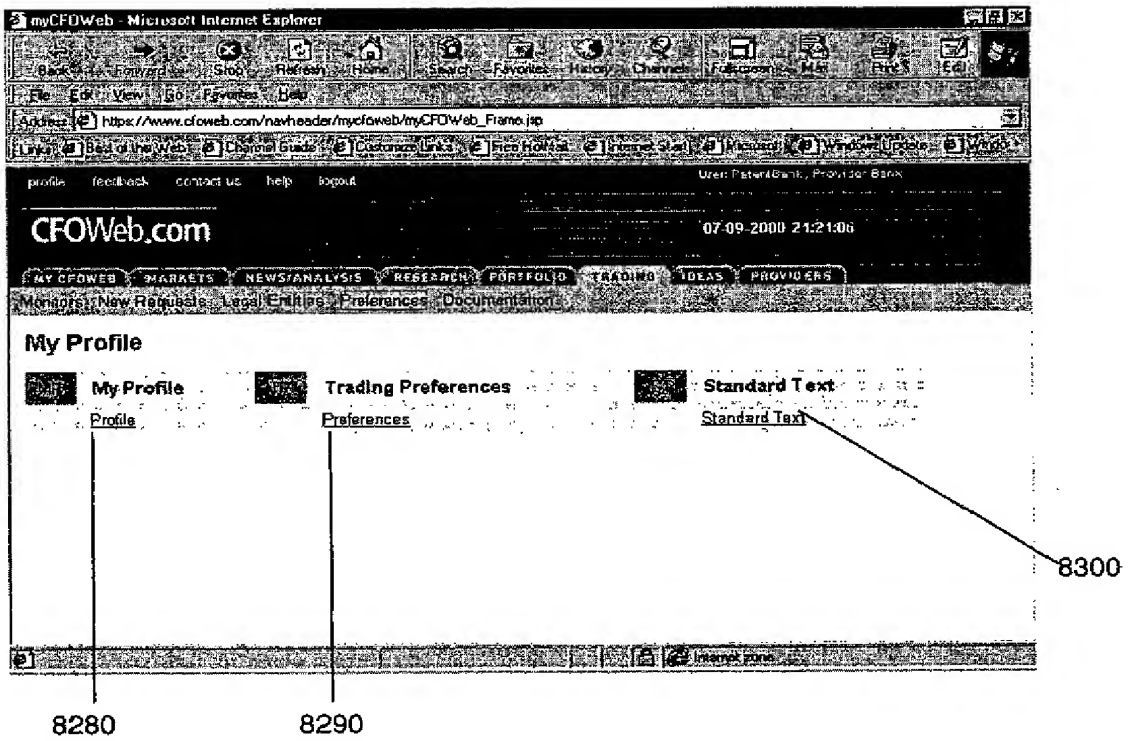 myCFOWeb - Microsoft Internet Explorer
Back Forward Stop Refresh Home Search Favorites History Channels Fullscreen Mail Print Edit
File Edit View Go Favorites Help
Address https://www.cfoweb.com/navheader/mycfoweb/myCFOWeb_Frame.jsp
Links Best of the Web Channel Guide Customize Links Free HotMail Internet Start Microsoft Windows Update Windo
profile feedback contact us help logout User: PatentBank, Provider Bank
CFOWeb.com 07-09-2000 21:21:06
MY CFOWEB MARKETS NEWS/ANALYSIS RESEARCH PORTFOLIO TRADING IDEAS PROVIDERS
Monitors New Requests Legal Entities Preferences Documentation
My Profile
My Profile Trading Preferences Standard Text
Profile Preferences Standard Text
8300
Internet zone
8280 8290